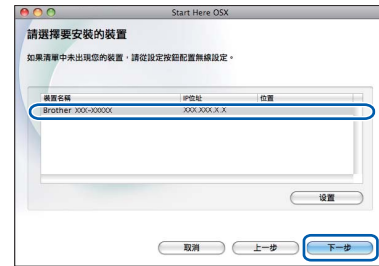 Start Here OSX
請選擇要安裝的裝置
如果清單中未出現您的裝置，請從設定按鈕配置無線設定。
裝置名稱 IP位址 位置
Brother XXX-XXXXX XXX.XXX.X.X
设置
取消 上一步 下一步